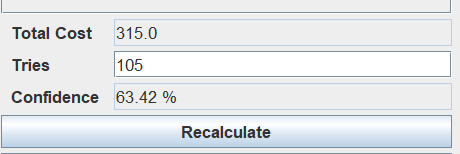 Total Cost 315.0
Tries 105
Confidence 63.42 %
Recalculate